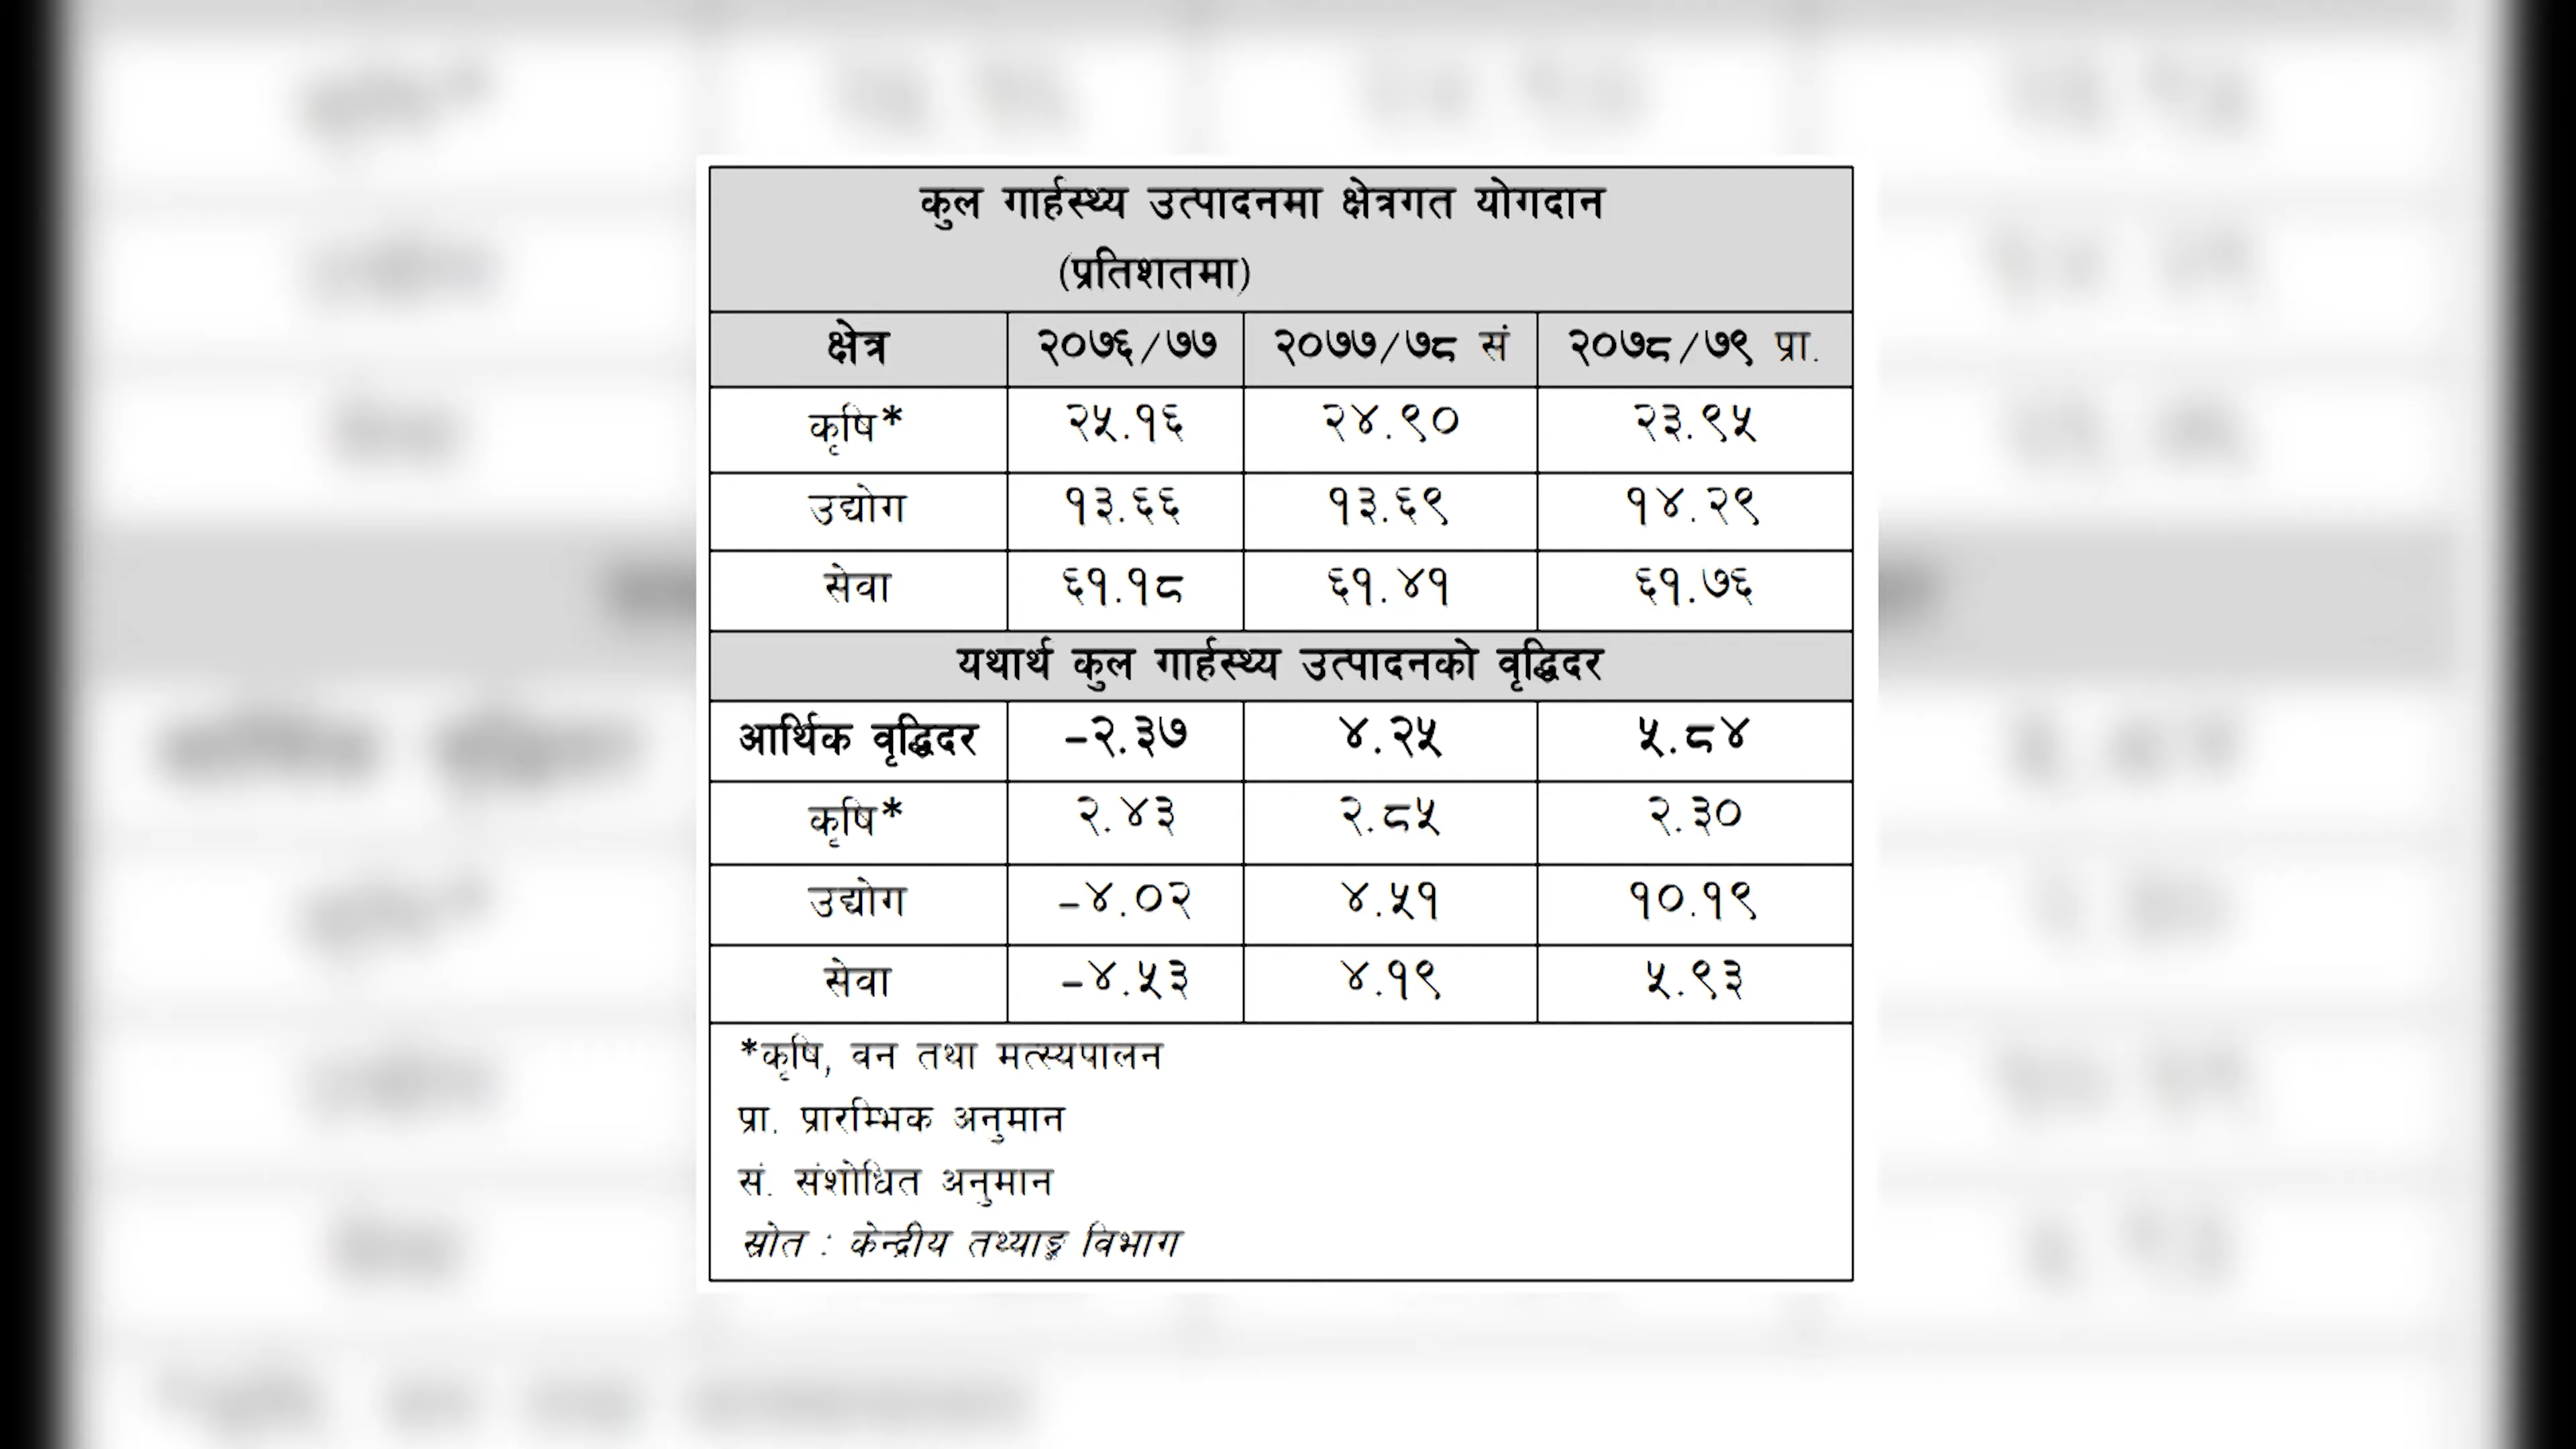 कुल गार्हस्थ्य उत्पादनमा क्षेत्रगत योगदान
(प्रतिशतमा)
क्षेत्र २०७६/७७ २०७७/७८ सं २०७८/७९ प्रा.
कृषि* २५.१६ २४.९० २३.९५
उद्योग १३.६६ १३.६९ १४.२९
सेवा ६१.१८ ६१.४१ ६१.७६
यथार्थ कुल गार्हस्थ्य उत्पादनको वृद्धिदर
आर्थिक वृद्धिदर -२.३७ ४.२५ ५.८४
कृषि* २.४३ २.८५ २.३०
उद्योग -४.०२ ४.५१ १०.१९
सेवा -४.५३ ४.१९ ५.९३
*कृषि, वन तथा मत्स्यपालन
प्रा. प्रारम्भिक अनुमान
सं. संशोधित अनुमान
स्रोत : केन्द्रीय तथ्याङ्क विभाग